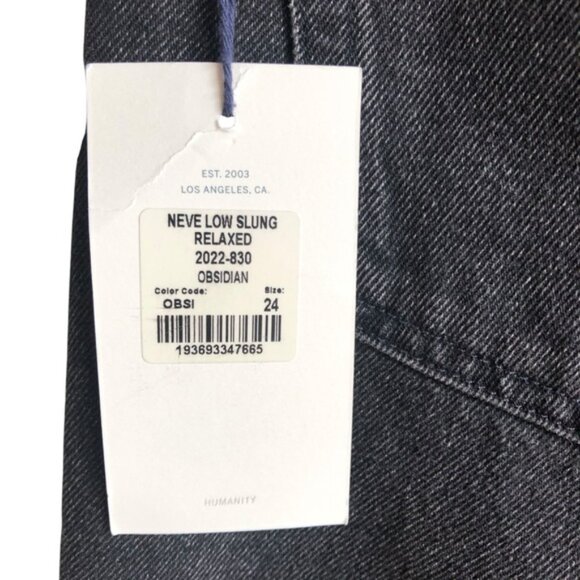 EST. 2003
LOS ANGELES, CA.
NEVE LOW SLUNG
RELAXED
2022-830
OBSIDIAN
Color Code: Size:
OBSI 24
193693347665
HUMANITY